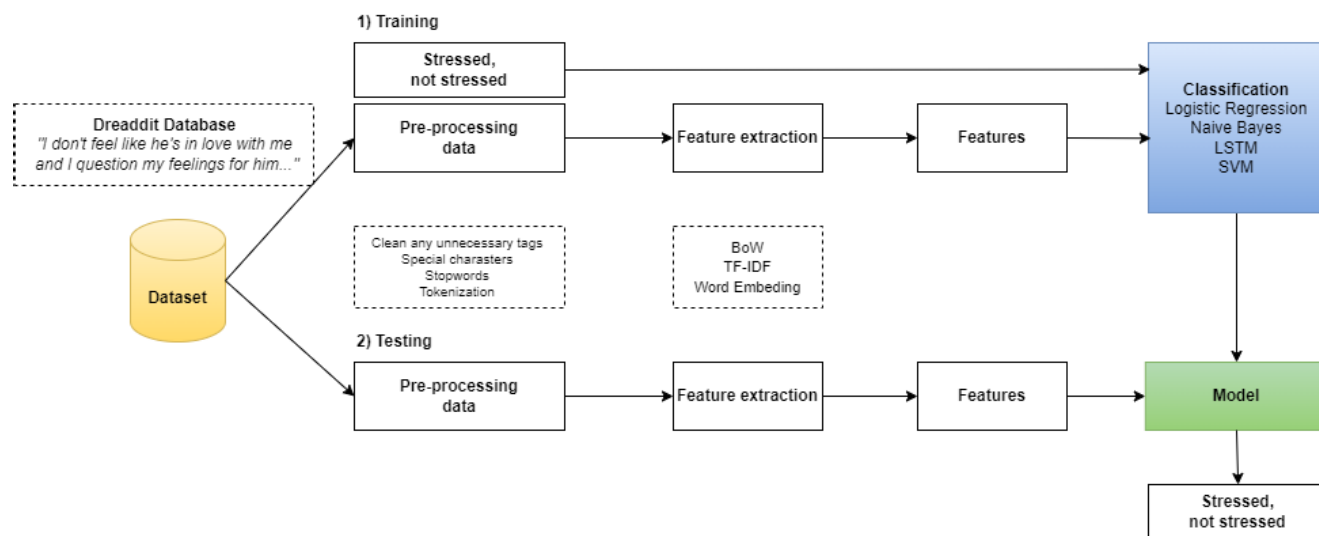 1) Training
Stressed,
not stressed
Dreaddit Database
"I don't feel like he's in love with me
and I question my feelings for him..."
Pre-processing
data
Feature extraction
Features
Classification
Logistic Regression
Naive Bayes
LSTM
SVM
Dataset
Clean any unnecessary tags
Special charasters
Stopwords
Tokenization
BoW
TF-IDF
Word Embeding
2) Testing
Pre-processing
data
Feature extraction
Features
Model
Stressed,
not stressed